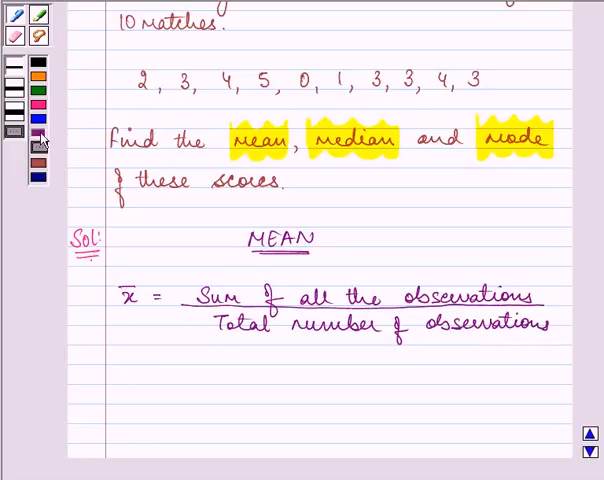 10 matches.
2, 3, 4, 5, 0, 1, 3, 3, 4, 3
Find the mean, median and mode
of these scores.
Sol:
MEAN
x̄ = Sum of all the observations
Total number of observations